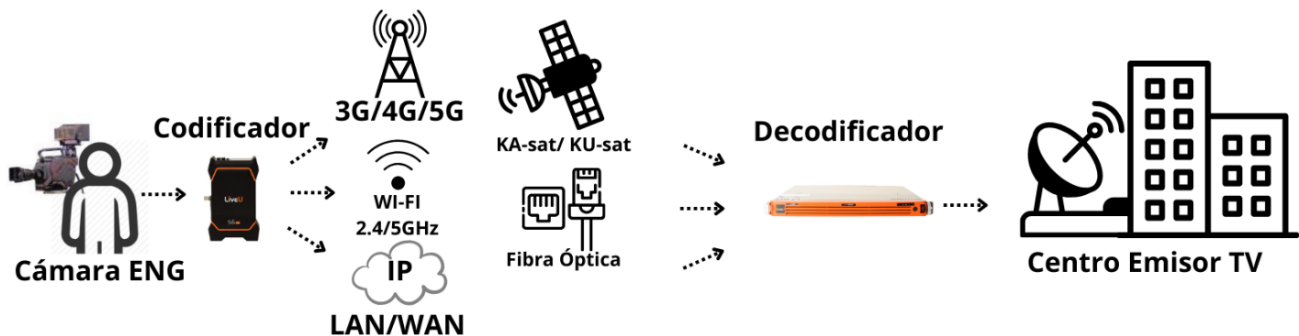 Cámara ENG
Codificador
LiveU
3G/4G/5G
WI-FI
2.4/5GHz
IP
LAN/WAN
KA-sat/ KU-sat
Fibra Óptica
Decodificador
Centro Emisor TV